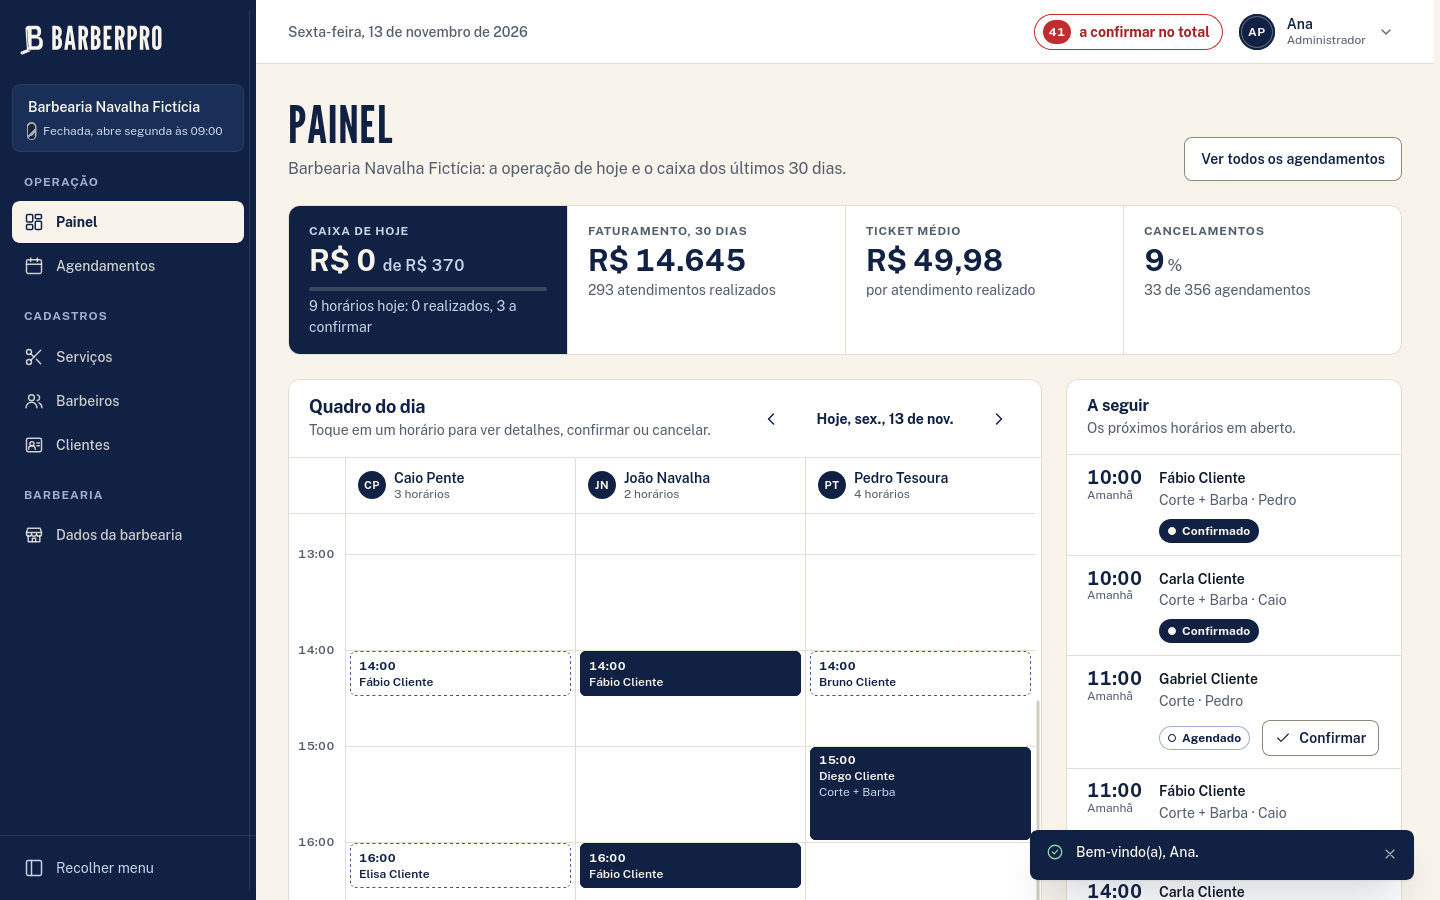 BARBERPRO
Barbearia Navalha Fictícia
Fechada, abre segunda às 09:00
OPERAÇÃO
Painel
Agendamentos
CADASTROS
Serviços
Barbeiros
Clientes
BARBEARIA
Dados da barbearia
Recolher menu
Sexta-feira, 13 de novembro de 2026
41 a confirmar no total
AP
Ana
Administrador
PAINEL
Barbearia Navalha Fictícia: a operação de hoje e o caixa dos últimos 30 dias.
Ver todos os agendamentos
CAIXA DE HOJE
R$ 0 de R$ 370
9 horários hoje: 0 realizados, 3 a
confirmar
FATURAMENTO, 30 DIAS
R$ 14.645
293 atendimentos realizados
TICKET MÉDIO
R$ 49,98
por atendimento realizado
CANCELAMENTOS
9 %
33 de 356 agendamentos
Quadro do dia
Toque em um horário para ver detalhes, confirmar ou cancelar.
Hoje, sex., 13 de nov.
CP
Caio Pente
3 horários
JN
João Navalha
2 horários
PT
Pedro Tesoura
4 horários
13:00
14:00
14:00
Fábio Cliente
14:00
Fábio Cliente
14:00
Bruno Cliente
15:00
15:00
Diego Cliente
Corte + Barba
16:00
16:00
Elisa Cliente
16:00
Fábio Cliente
A seguir
Os próximos horários em aberto.
10:00
Amanhã
Fábio Cliente
Corte + Barba · Pedro
Confirmado
10:00
Amanhã
Carla Cliente
Corte + Barba · Caio
Confirmado
11:00
Amanhã
Gabriel Cliente
Corte · Pedro
Agendado
Confirmar
11:00
Amanhã
Fábio Cliente
Corte + Barba · Caio
Bem-vindo(a), Ana.
14:00
Carla Cliente